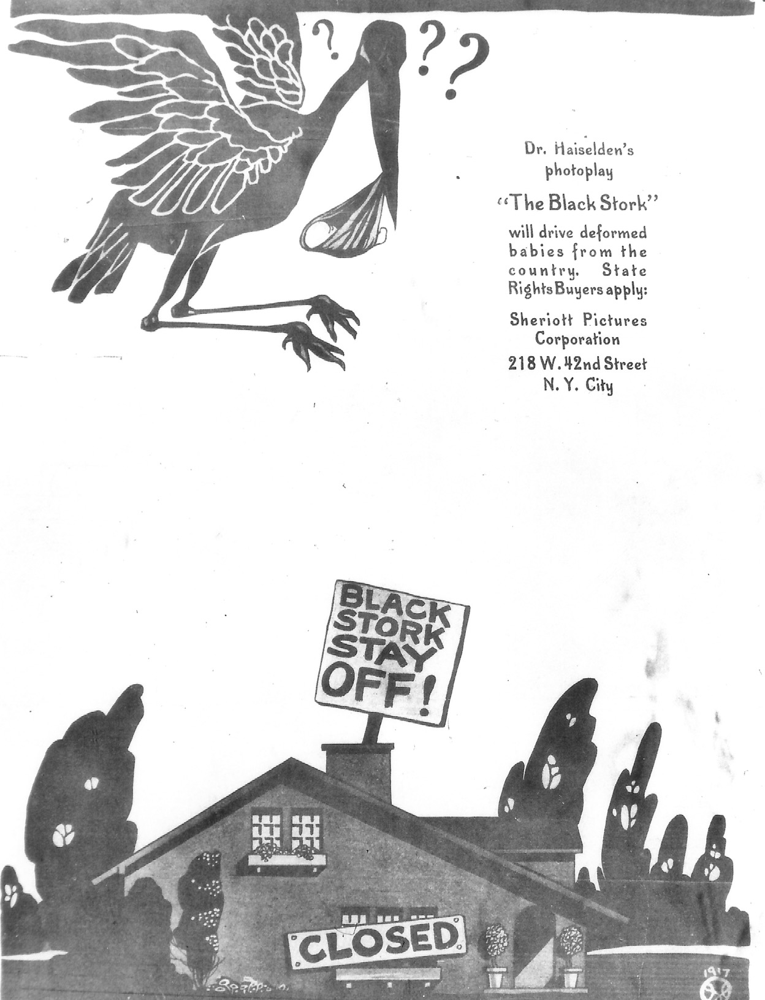 ? ? ?
Dr. Haiselden's
photoplay
“The Black Stork”
will drive deformed
babies from the
country. State
Rights Buyers apply:
Sheriott Pictures
Corporation
218 W. 42nd Street
N. Y. City
BLACK
STORK
STAY
OFF!
CLOSED
1917